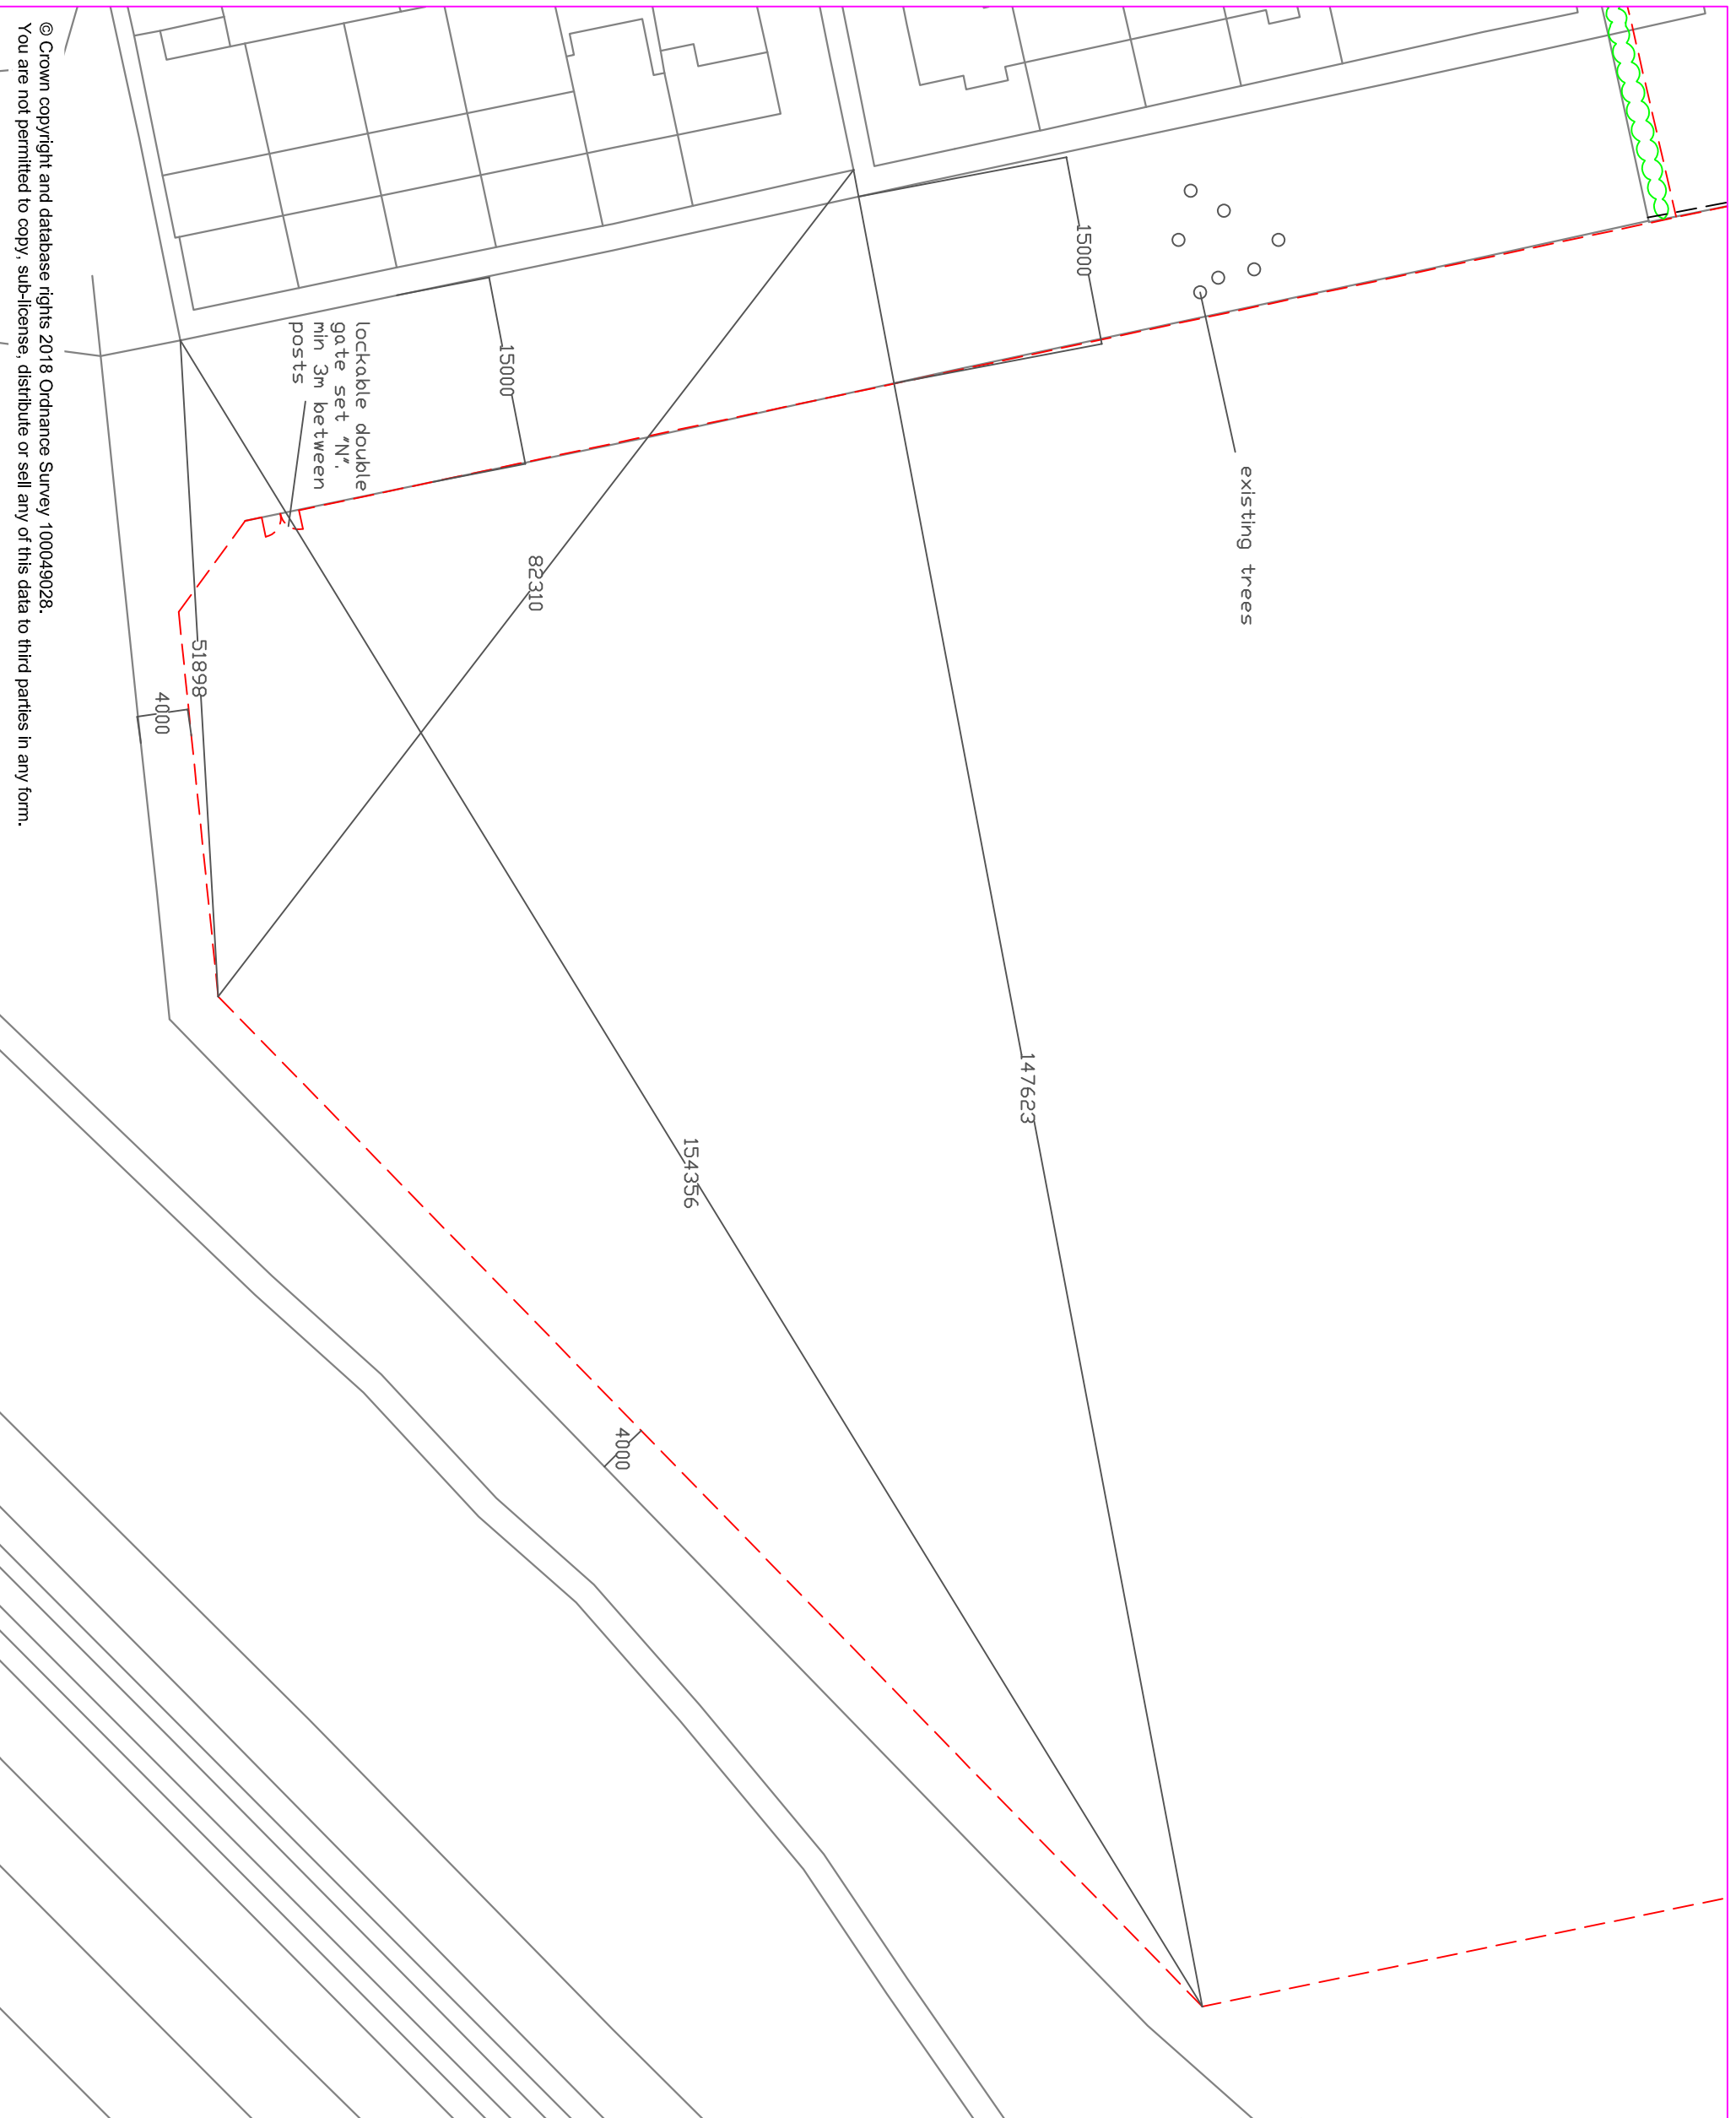 existing trees
15000
15000
lockable double
gate set "N".
min 3m between
posts
82310
51898
4000
147623
154356
4000
© Crown copyright and database rights 2018 Ordnance Survey 100049028.
You are not permitted to copy, sub-license, distribute or sell any of this data to third parties in any form.